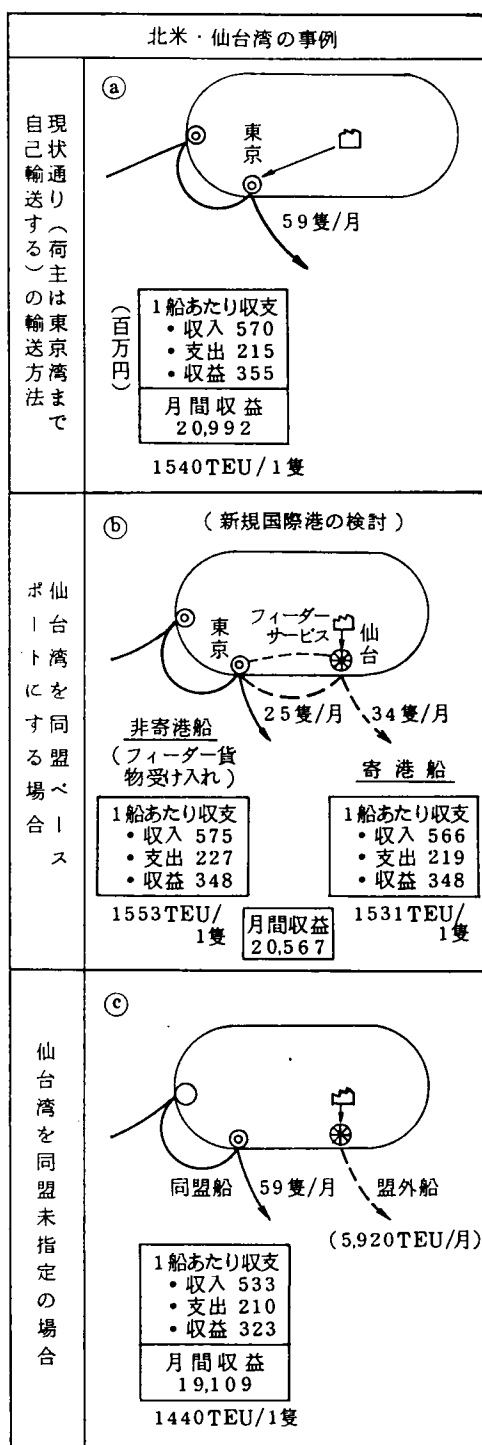 北米・仙台湾の事例
現状通り（荷主は東京湾まで
自己輸送する）の輸送方法
ⓐ
東京
59隻/月
（百万円）
1船あたり収支
・収入 570
・支出 215
・収益 355
月間収益
20,992
1540TEU/1隻
仙台湾を同盟ベース
ポートにする場合
ⓑ
（新規国際港の検討）
フィーダー
サービス
東京
仙台
25隻/月
34隻/月
非寄港船
（フィーダー貨
物受け入れ）
1船あたり収支
・収入 575
・支出 227
・収益 348
1553TEU/
1隻
寄港船
1船あたり収支
・収入 566
・支出 219
・収益 348
1531TEU/
1隻
月間収益
20,567
仙台湾を同盟未指定の場合
ⓒ
同盟船
59隻/月
盟外船
(5,920TEU/月)
1船あたり収支
・収入 533
・支出 210
・収益 323
月間収益
19,109
1440TEU/1隻